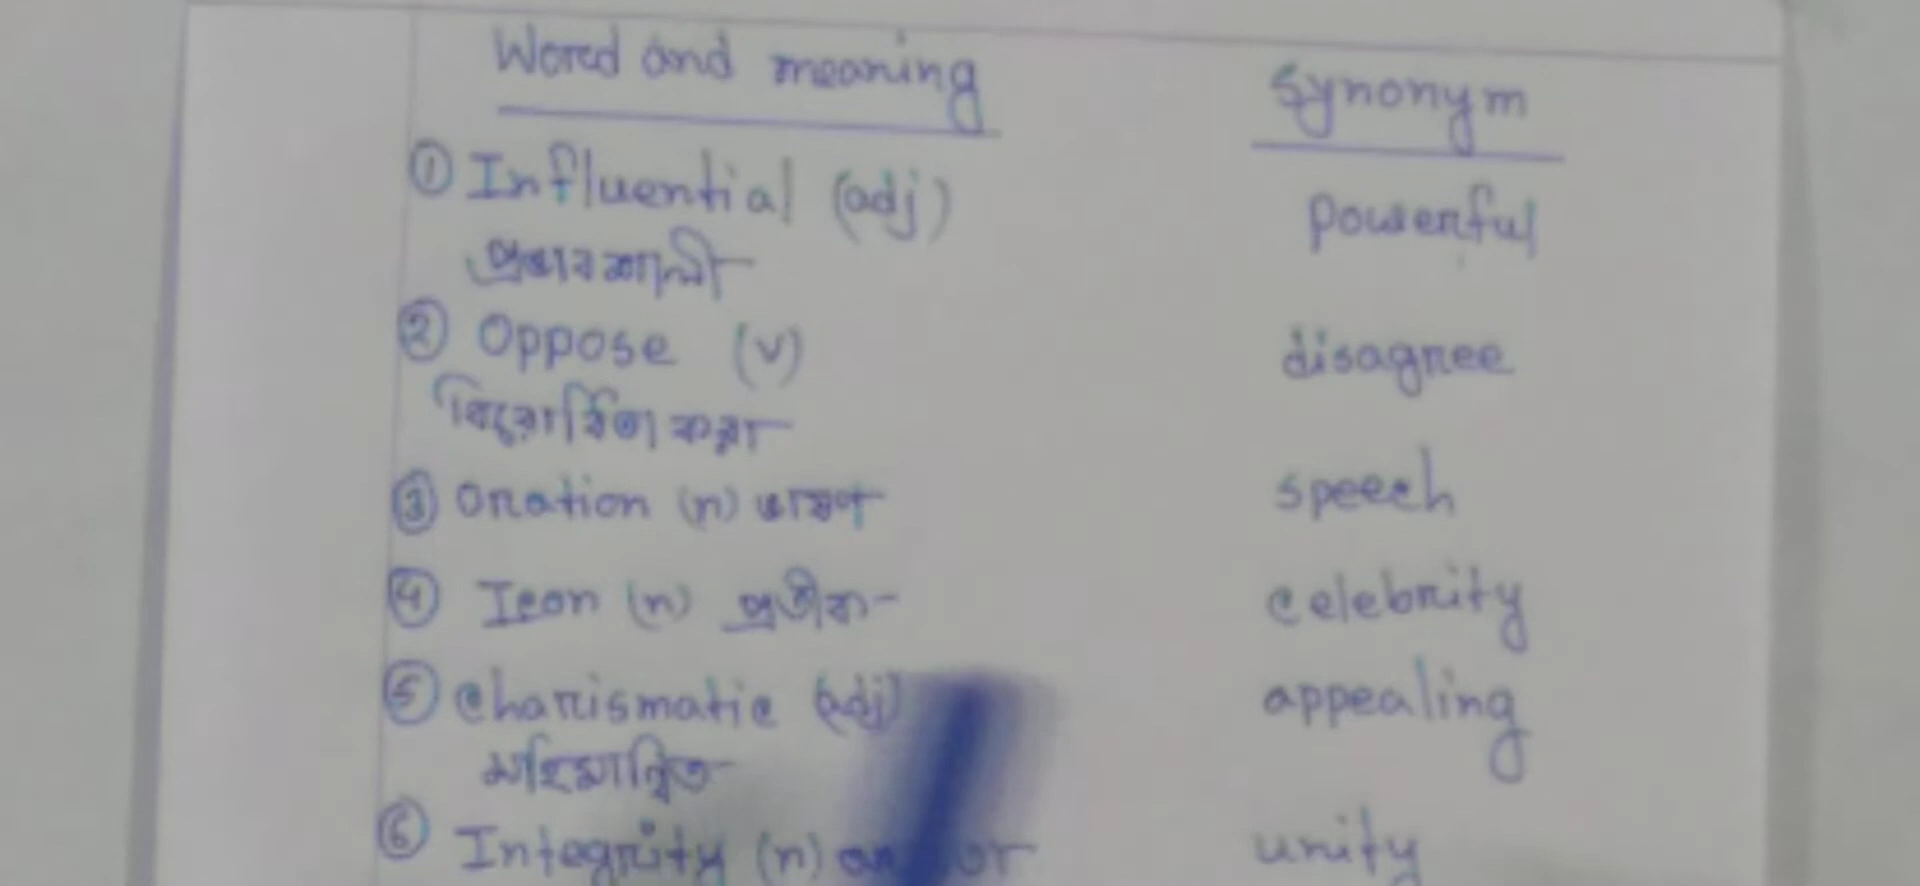 Word and meaning Synonym
① Influential (adj) powerful
প্রভাবশালী
② Oppose (v) disagree
বিরোধিতা করা
③ Oration (n) ভাষণ speech
④ Icon (n) প্রতীক celebrity
⑤ Charismatic (adj) appealing
মহিমান্বিত
⑥ Integrity (n) unity